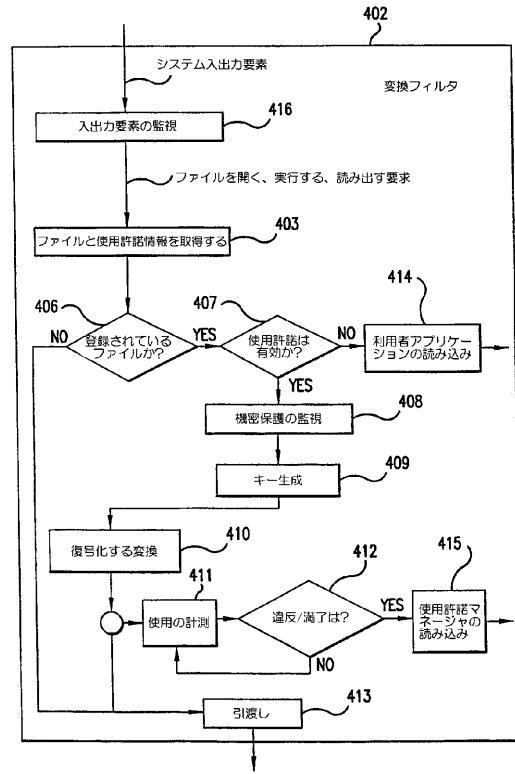 402
システム入出力要素
変換フィルタ
入出力要素の監視
416
ファイルを開く、実行する、読み出す要求
ファイルと使用許諾情報を取得する
403
406
407
414
NO
登録されている
ファイルか?
YES
使用許諾は
有効か?
NO
利用者アプリケー
ションの読み込み
YES
機密保護の監視
408
キー生成
409
復号化する変換
410
411
412
415
使用の計測
違反/満了は?
YES
使用許諾マ
ネージャの
読み込み
NO
引渡し
413